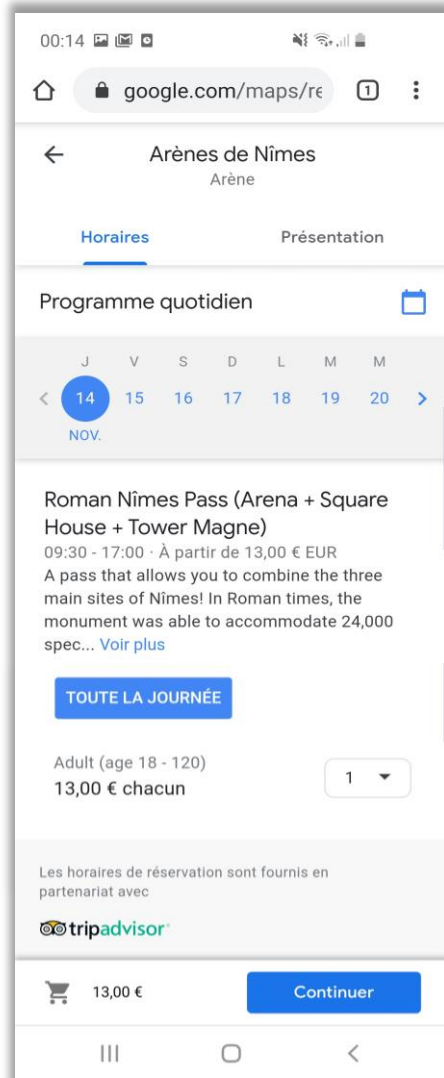 00:14
google.com/maps/re
1
Arènes de Nîmes
Arène
Horaires
Présentation
Programme quotidien
J V S D L M M
14 15 16 17 18 19 20
NOV.
Roman Nîmes Pass (Arena + Square
House + Tower Magne)
09:30 - 17:00 · À partir de 13,00 € EUR
A pass that allows you to combine the three
main sites of Nîmes! In Roman times, the
monument was able to accommodate 24,000
spec... Voir plus
TOUTE LA JOURNÉE
Adult (age 18 - 120)
13,00 € chacun
1
Les horaires de réservation sont fournis en
partenariat avec
tripadvisor
13,00 €
Continuer